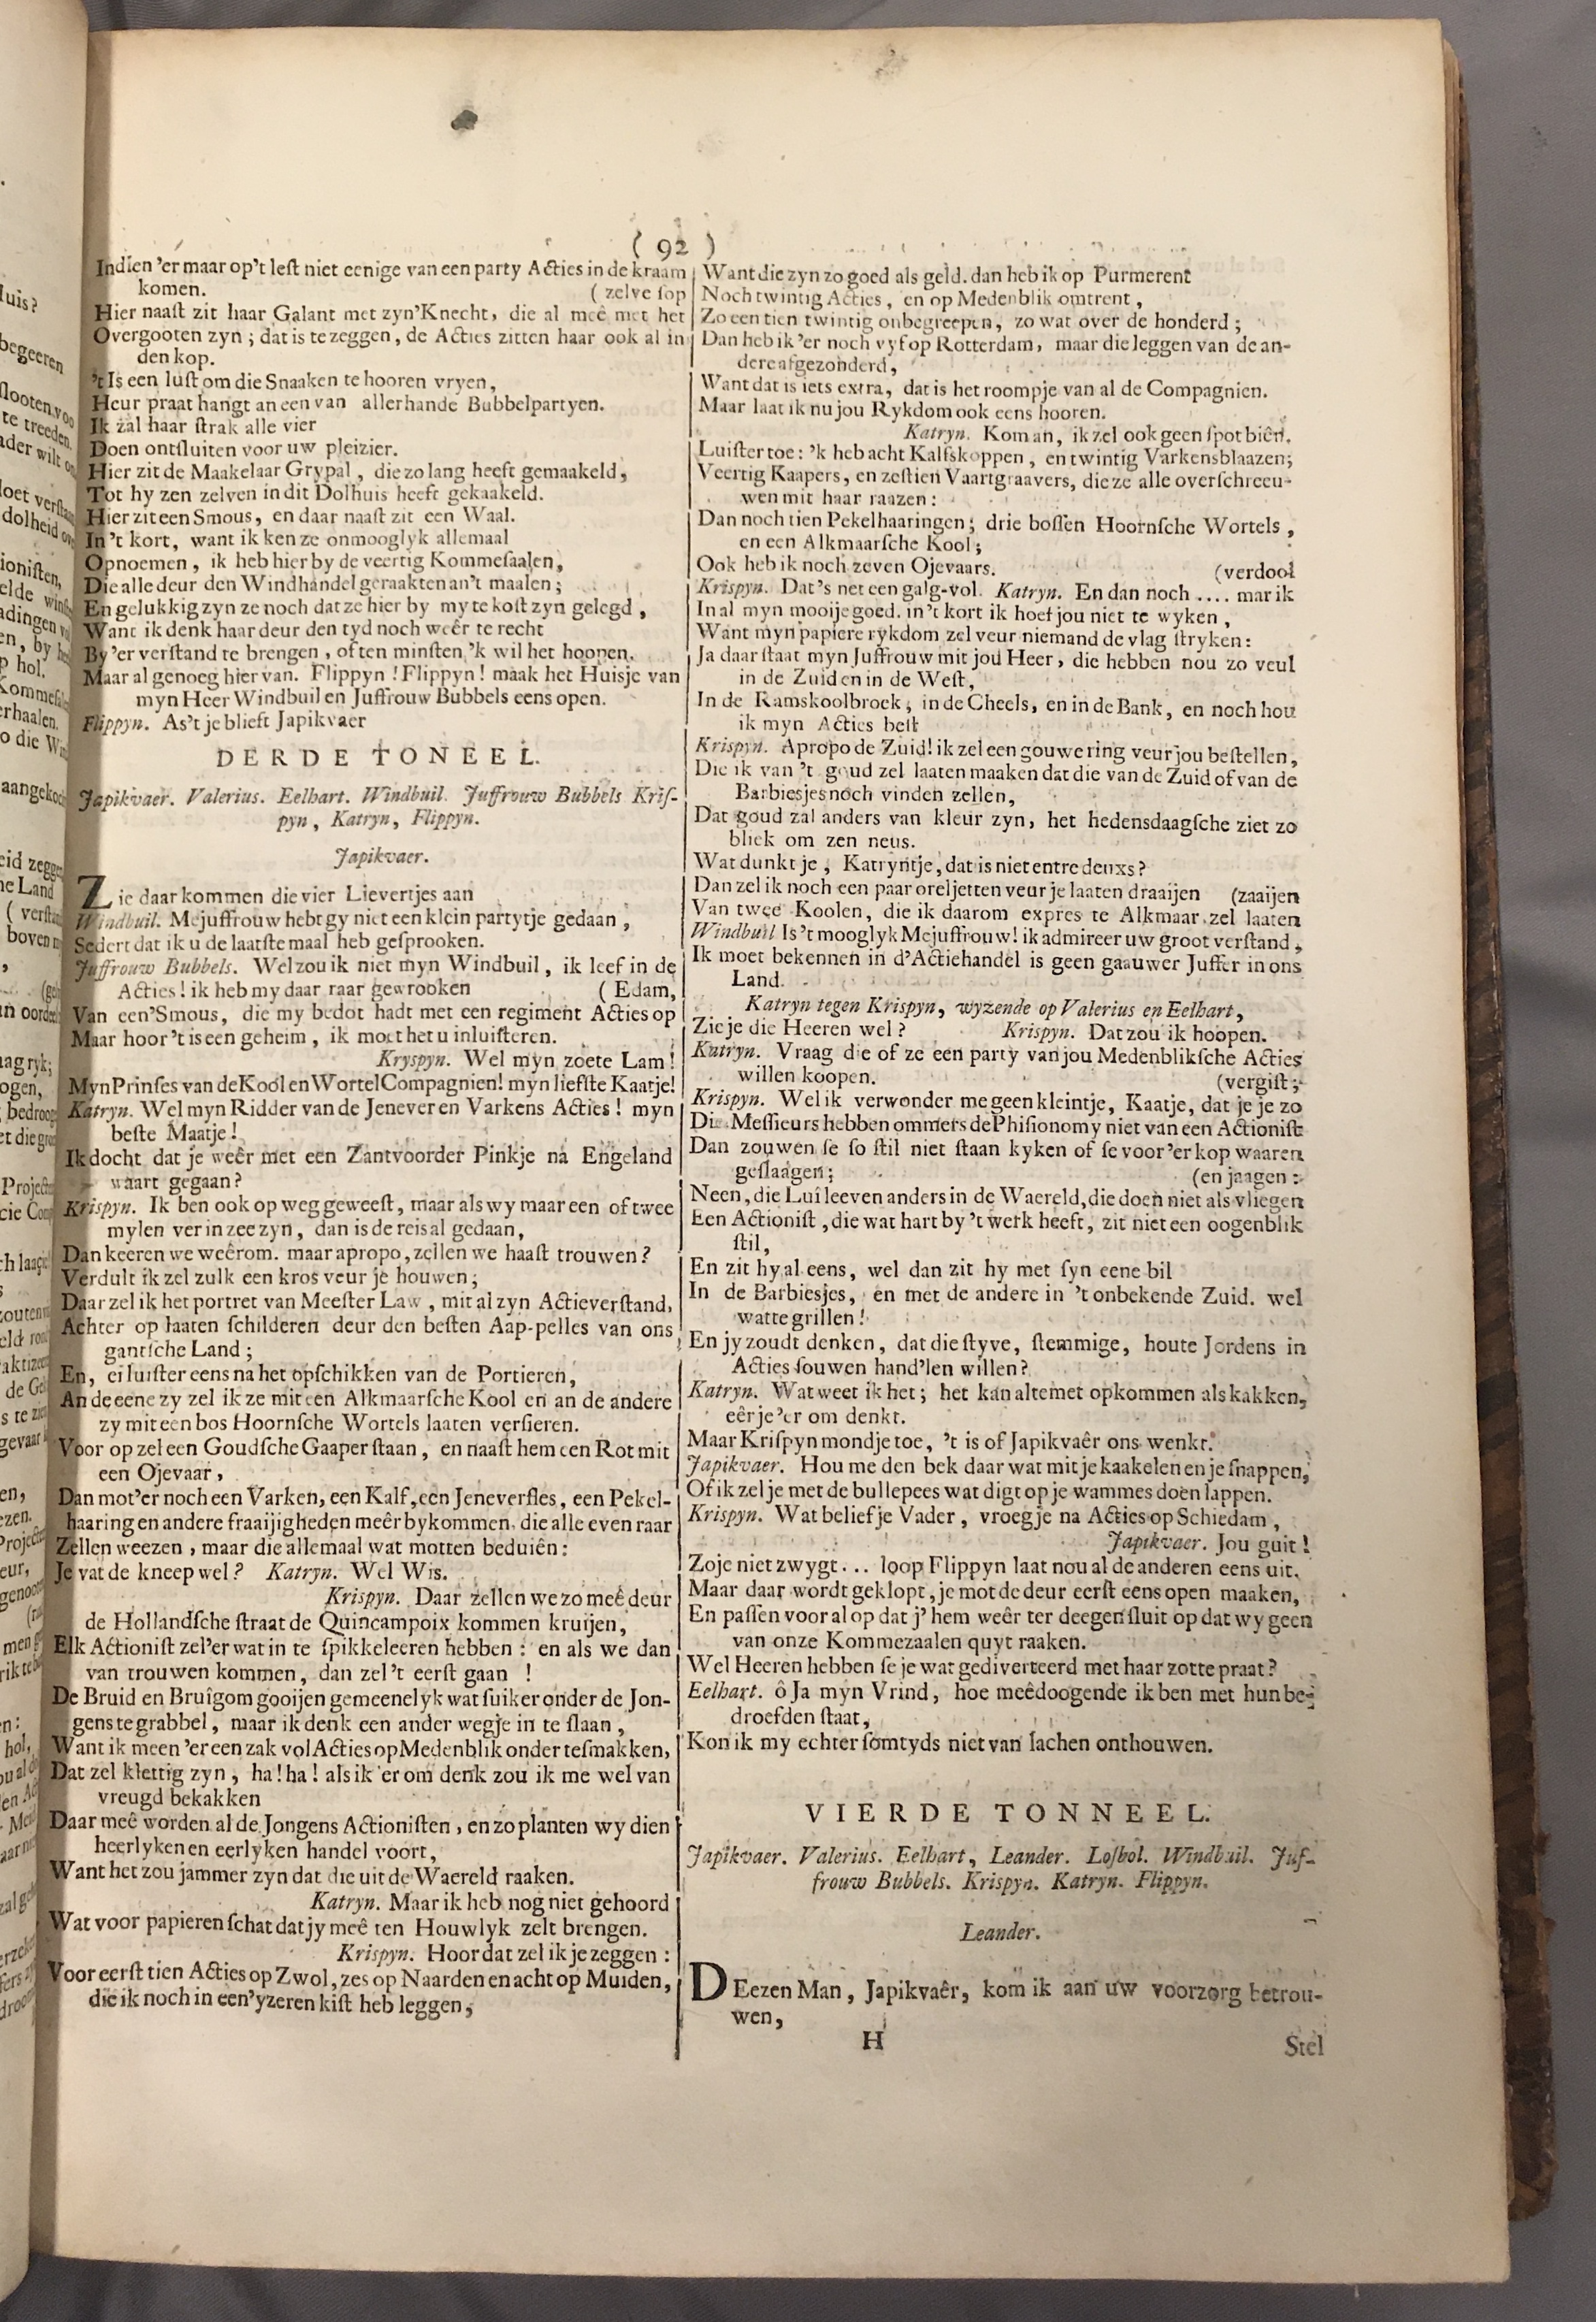 ( 92 )
Indien 'er maar op't lest niet eenige van een party Acties in de kraam
komen. ( zelve sop
Hier naast zit haar Galant met zyn' Knecht, die al meê met het
Overgooten zyn ; dat is te zeggen, de Acties zitten haar ook al in
den kop.
't Is een lust om die Snaaken te hooren vryen,
Heur praat hangt aneen van allerhande Bubbelpartyen.
Ik zal haar strak alle vier
Doen ontsluiten voor uw pleizier.
Hier zit de Maakelaar Grypal, die zo lang heeft gemaakeld,
Tot hy zen zelven in dit Dolhuis heeft gekaakeld.
Hier zit een Smous, en daar naast zit een Waal.
In 't kort, want ik ken ze onmooglyk allemaal
Opnoemen, ik heb hier by de veertig Kommesaalen,
Die alle deur den Windhandel geraakten an't maalen;
En gelukkig zyn ze noch dat ze hier by my te kost zyn gelegd,
Want ik denk haar deur den tyd noch weêr te recht
By 'er verstand te brengen, of ten minsten 'k wil het hoopen.
Maar al genoeg hier van. Flippyn ! Flippyn ! maak het Huisje van
myn Heer Windbuil en Juffrouw Bubbels eens open.
Flippyn. As't je blieft Japikvaer
DERDE TONEEL.
Japikvaer. Valerius. Eelhart. Windbuil. Juffrouw Bubbels Kris-
pyn, Katryn, Flippyn.
Japikvaer.
Zie daar kommen die vier Lievertjes aan
Windbuil. Mejuffrouw hebt gy niet een klein partytje gedaan,
Sedert dat ik u de laatste maal heb gesprooken.
Juffrouw Bubbels. Wel zou ik niet myn Windbuil, ik leef in de
Acties! ik heb my daar raar gewrooken ( Edam,
Van een' Smous, die my bedot hadt met een regiment Acties op
Maar hoor 't is een geheim, ik moet het u inluisteren.
Kryspyn. Wel myn zoete Lam !
Myn Prinses van de Kool en Wortel Compagnien! myn liefste Kaatje!
Katryn. Wel myn Ridder van de Jenever en Varkens Acties ! myn
beste Maatje !
Ik docht dat je weêr met een Zantvoorder Pinkje na Engeland
waart gegaan?
Krispyn. Ik ben ook op weg geweest, maar als wy maar een of twee
mylen ver in zee zyn, dan is de reis al gedaan,
Dan keeren we weêrom. maar apropo, zellen we haast trouwen?
Verdult ik zel zulk een kros veur je houwen;
Daar zel ik het portret van Meester Law, mit al zyn Actieverstand,
Achter op laaten schilderen deur den besten Aap-pelles van ons
gantsche Land ;
En, ei luister eens na het opschikken van de Portieren,
An de eene zy zel ik ze mit een Alkmaarsche Kool en an de andere
zy mit een bos Hoornsche Wortels laaten versieren.
Voor op zel een Goudsche Gaaper staan, en naast hem een Rot mit
een Ojevaar,
Dan mot'er noch een Varken, een Kalf, een Jeneverfles, een Pekel-
haaring en andere fraaijigheden meêr bykommen, die alle even raar
Zellen weezen, maar die allemaal wat motten beduiên:
Je vat de kneep wel ? Katryn. Wel Wis.
Krispyn. Daar zellen we zo meê deur
de Hollandsche straat de Quincampoix kommen kruijen,
Elk Actionist zel'er wat in te spikkeleeren hebben : en als we dan
van trouwen kommen, dan zel't eerst gaan !
De Bruid en Bruîgom gooijen gemeenelyk wat suiker onder de Jon-
gens te grabbel, maar ik denk een ander wegje in te slaan,
Want ik meen 'er een zak vol Acties op Medenblik onder te smakken,
Dat zel klettig zyn, ha! ha! als ik 'er om denk zou ik me wel van
vreugd bekakken
Daar meê worden al de Jongens Actionisten, en zo planten wy dien
heerlyken en eerlyken handel voort,
Want het zou jammer zyn dat die uit de Waereld raaken.
Katryn. Maar ik heb nog niet gehoord
Wat voor papieren schat dat jy meê ten Houwlyk zelt brengen.
Krispyn. Hoor dat zel ik je zeggen :
Voor eerst tien Acties op Zwol, zes op Naarden en acht op Muiden,
die ik noch in een' yzeren kist heb leggen,
Want die zyn zo goed als geld. dan heb ik op Purmerent
Noch twintig Acties, en op Medenblik omtrent,
Zo een tien twintig onbegreepen, zo wat over de honderd ;
Dan heb ik 'er noch vyf op Rotterdam, maar die leggen van de an-
dere afgezonderd,
Want dat is iets extra, dat is het roompje van al de Compagnien.
Maar laat ik nu jou Rykdom ook eens hooren.
Katryn. Kom an, ik zel ook geen spot biên.
Luister toe: 'k heb acht Kalfskoppen, en twintig Varkensblaazen;
Veertig Kaapers, en zestien Vaartgraavers, die ze alle overschreeu-
wen mit haar raazen :
Dan noch tien Pekelhaaringen; drie bossen Hoornsche Wortels,
en een Alkmaarsche Kool;
Ook heb ik noch zeven Ojevaars. (verdool
Krispyn. Dat's net een galg-vol. Katryn. En dan noch .... mar ik
In al myn mooije goed. in't kort ik hoef jou niet te wyken,
Want myn papiere rykdom zel veur niemand de vlag stryken:
Ja daar staat myn Juffrouw mit jou Heer, die hebben nou zo veul
in de Zuid en in de West,
In de Ramskoolbroek, in de Cheels, en in de Bank, en noch hou
ik myn Acties best
Krispyn. Apropo de Zuid! ik zel een gouwe ring veur jou bestellen,
Die ik van 't goud zel laaten maaken dat die van de Zuid of van de
Barbiesjes noch vinden zellen,
Dat goud zal anders van kleur zyn, het hedensdaagsche ziet zo
bliek om zen neus.
Wat dunkt je, Katryntje, dat is niet entre deuxs?
Dan zel ik noch een paar oreljetten veur je laaten draaijen (zaaijen
Van twee Koolen, die ik daarom expres te Alkmaar zel laaten
Windbuil Is 't mooglyk Mejuffrouw! ik admireer uw groot verstand,
Ik moet bekennen in d'Actiehandel is geen gaauwer Juffer in ons
Land.
Katryn tegen Krispyn, wyzende op Valerius en Eelhart,
Zie je die Heeren wel ? Krispyn. Dat zou ik hoopen.
Katryn. Vraag die of ze een party van jou Medenbliksche Acties
willen koopen. (vergist;
Krispyn. Wel ik verwonder me geen kleintje, Kaatje, dat je je zo
Die Messieurs hebben ommers de Phisionomy niet van een Actionist
Dan zouwen se so stil niet staan kyken of se voor 'er kop waaren
geslaagen; (en jaagen :
Neen, die Luî leeven anders in de Waereld, die doen niet als vliegen
Een Actionist, die wat hart by 't werk heeft, zit niet een oogenblik
stil,
En zit hy al eens, wel dan zit hy met syn eene bil
In de Barbiesjes, en met de andere in 't onbekende Zuid. wel
watte grillen !
En jy zoudt denken, dat die styve, stemmige, houte Jordens in
Acties souwen hand'len willen?
Katryn. Wat weet ik het; het kan altemet opkommen als kakken,
eêr je 'er om denkt.
Maar Krispyn mondje toe, 't is of Japikvaêr ons wenkt.
Japikvaer. Hou me den bek daar wat mit je kaakelen en je snappen,
Of ik zel je met de bullepees wat digt op je wammes doen lappen.
Krispyn. Wat belief je Vader, vroeg je na Acties op Schiedam,
Japikvaer. Jou guit !
Zo je niet zwygt... loop Flippyn laat nou al de anderen eens uit.
Maar daar wordt geklopt, je mot de deur eerst eens open maaken,
En passen vooral op dat j' hem weêr ter deegen sluit op dat wy geen
van onze Kommezaalen quyt raaken.
Wel Heeren hebben se je wat gediverteerd met haar zotte praat?
Eelhart. ô Ja myn Vrind, hoe meêdoogende ik ben met hun be-
droefden staat,
Kon ik my echter somtyds niet van lachen onthouwen.
VIERDE TONNEEL.
Japikvaer. Valerius. Eelhart, Leander. Losbol. Windbuil. Juf-
frouw Bubbels. Krispyn. Katryn. Flippyn.
Leander.
DEezen Man, Japikvaêr, kom ik aan uw voorzorg betrou-
wen,
H
Stel